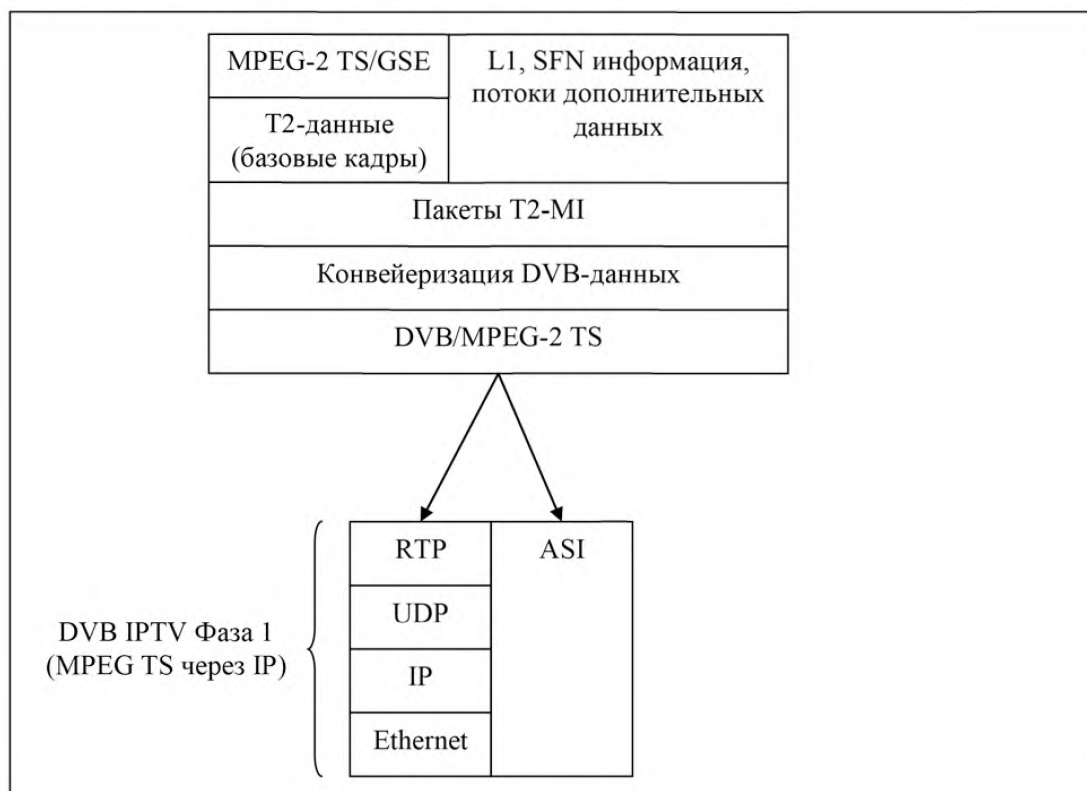 MPEG-2 TS/GSE
L1, SFN информация,
потоки дополнительных
данных
T2-данные
(базовые кадры)
Пакеты T2-MI
Конвейеризация DVB-данных
DVB/MPEG-2 TS
RTP
ASI
UDP
IP
Ethernet
DVB IPTV Фаза 1
(MPEG TS через IP)